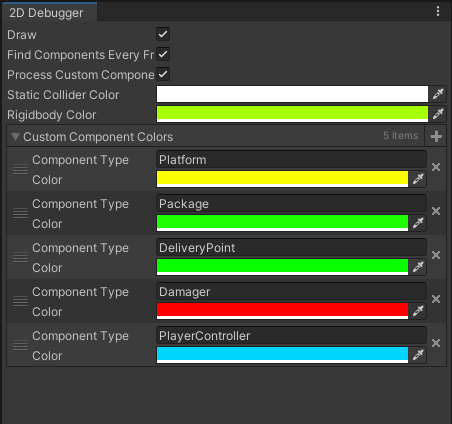 2D Debugger
Draw
Find Components Every Fr
Process Custom Compone
Static Collider Color
Rigidbody Color
Custom Component Colors 5 items
Component Type Platform
Color
Component Type Package
Color
Component Type DeliveryPoint
Color
Component Type Damager
Color
Component Type PlayerController
Color